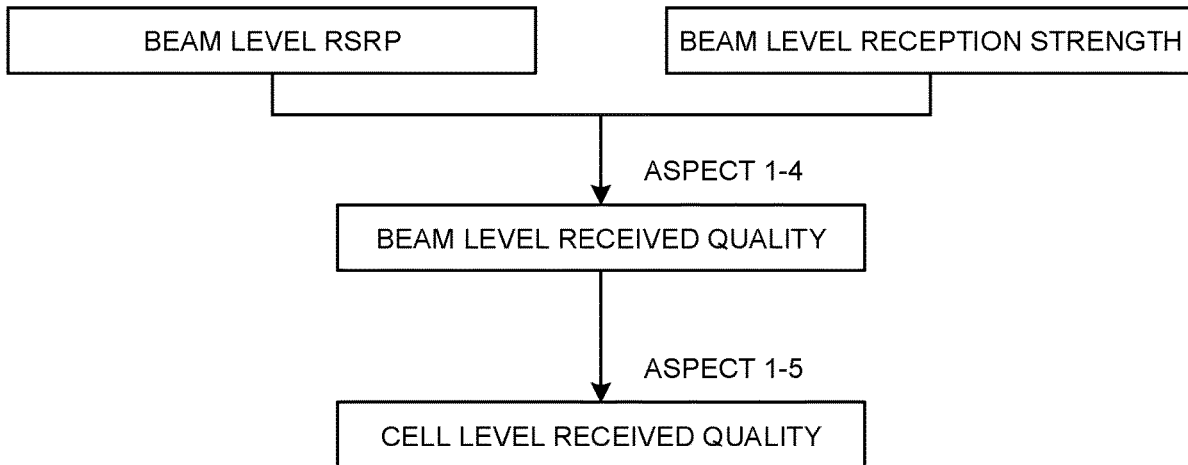 BEAM LEVEL RSRP
BEAM LEVEL RECEPTION STRENGTH
ASPECT 1-4
BEAM LEVEL RECEIVED QUALITY
ASPECT 1-5
CELL LEVEL RECEIVED QUALITY